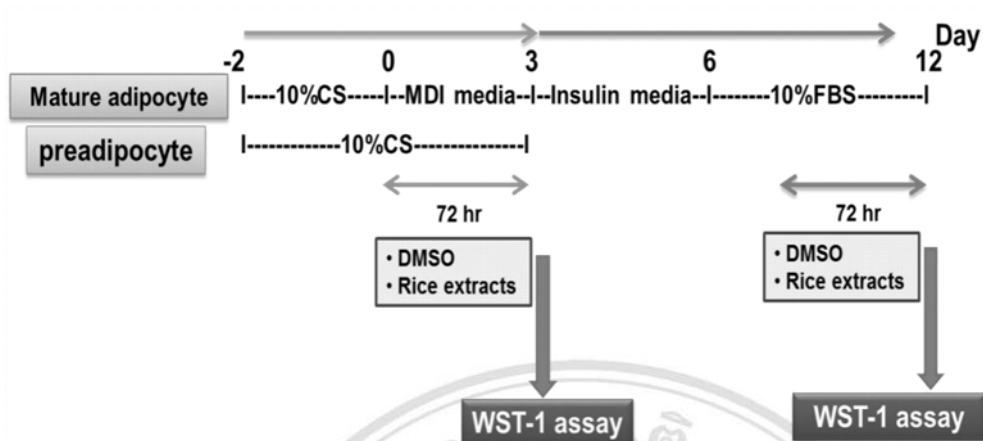 Day
-2 0 3 6 12
Mature adipocyte I----10%CS----I--MDI media--I--Insulin media--I-------10%FBS---------I
preadipocyte I-------------10%CS---------------I
72 hr 72 hr
• DMSO
• Rice extracts
• DMSO
• Rice extracts
WST-1 assay WST-1 assay